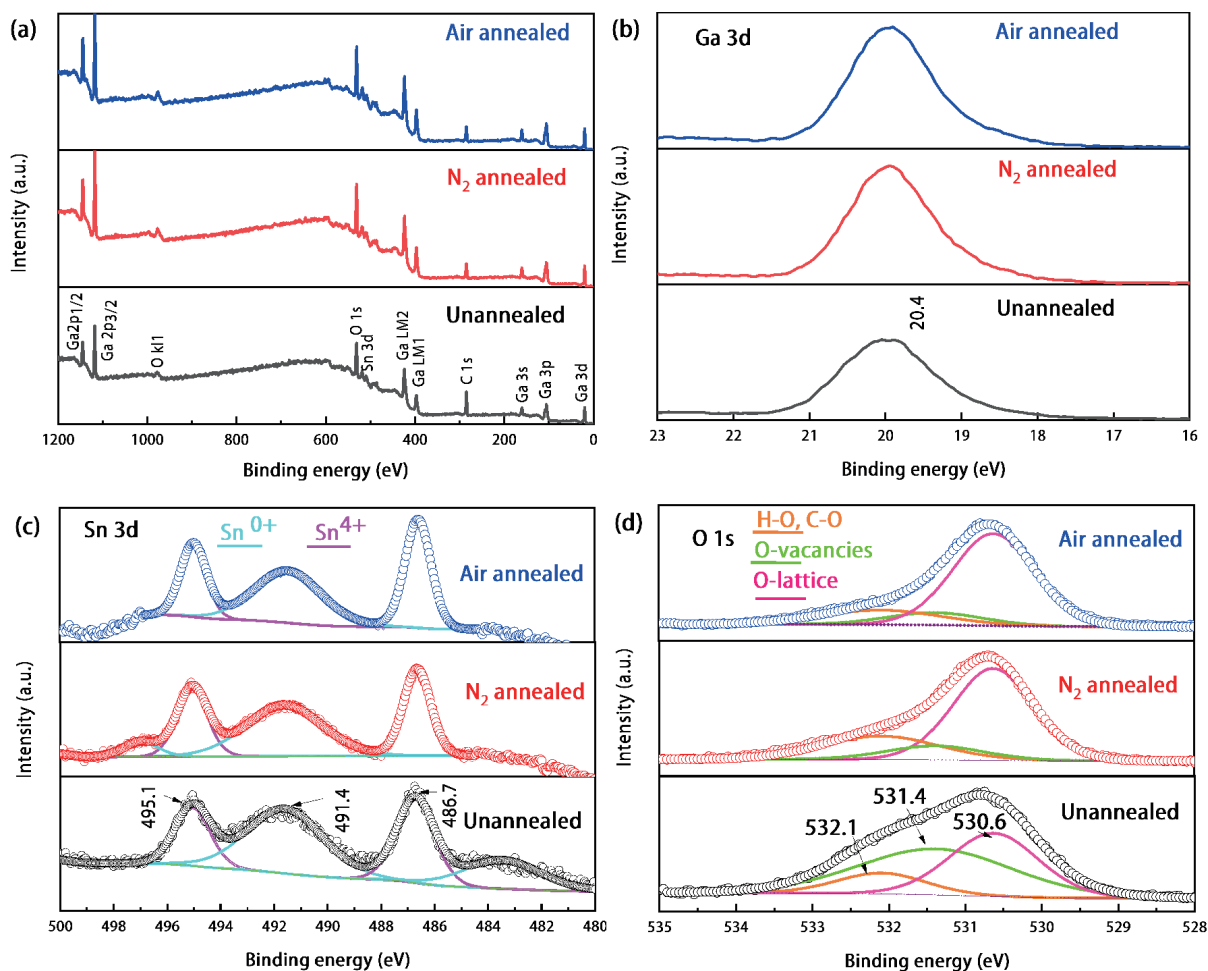 (a)
Air annealed
N2 annealed
Unannealed
Ga2p1/2
Ga 2p3/2
O kl1
O 1s
Sn 3d
Ga LM2
Ga LM1
C 1s
Ga 3s
Ga 3p
Ga 3d
Intensity (a.u.)
1200 1000 800 600 400 200 0
Binding energy (eV)
(b)
Ga 3d
Air annealed
N2 annealed
Unannealed
20.4
Intensity (a.u.)
23 22 21 20 19 18 17 16
Binding energy (eV)
(c)
Sn 3d
Sn 0+
Sn4+
Air annealed
N2 annealed
Unannealed
495.1
491.4
486.7
Intensity (a.u.)
500 498 496 494 492 490 488 486 484 482 480
Binding energy (eV)
(d)
O 1s
H-O, C-O
O-vacancies
O-lattice
Air annealed
N2 annealed
Unannealed
532.1
531.4
530.6
Intensity (a.u.)
535 534 533 532 531 530 529 528
Binding energy (eV)